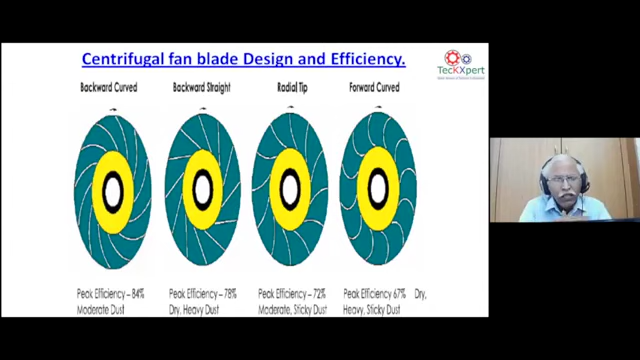 Centrifugal fan blade Design and Efficiency.
TecKXpert
Backward Curved
Backward Straight
Radial Tip
Forward Curved
Peak Efficiency – 84%
Moderate Dust
Peak Efficiency – 78%
Dry, Heavy Dust
Peak Efficiency – 72%
Moderate, Sticky Dust
Peak Efficiency 67% Dry,
Heavy, Sticky Dust